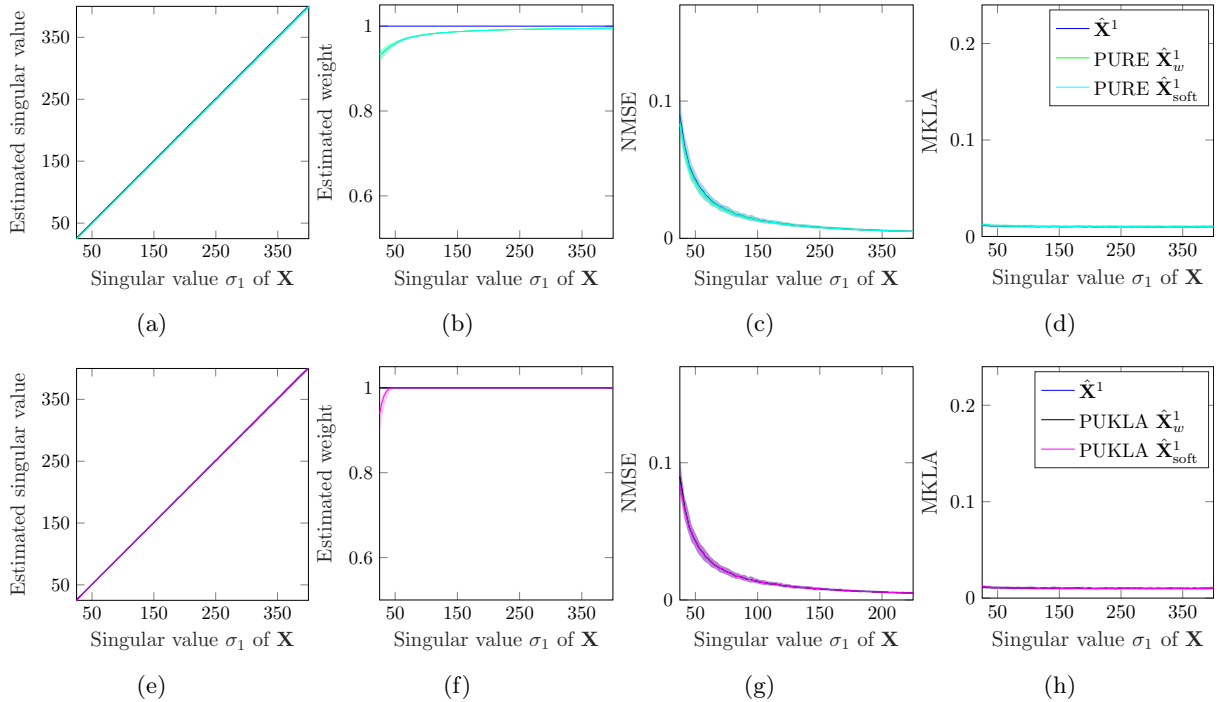 Estimated singular value
350
250
150
50
50 150 250 350
Singular value σ₁ of X
(a)
Estimated weight
1
0.8
0.6
50 150 250 350
Singular value σ₁ of X
(b)
NMSE
0.1
0
50 150 250 350
Singular value σ₁ of X
(c)
MKLA
0.2
0.1
0
50 150 250 350
Singular value σ₁ of X
(d)
X̂¹
PURE X̂¹_w
PURE X̂¹_soft
Estimated singular value
350
250
150
50
50 150 250 350
Singular value σ₁ of X
(e)
Estimated weight
1
0.8
0.6
50 150 250 350
Singular value σ₁ of X
(f)
NMSE
0.1
0
50 100 150 200
Singular value σ₁ of X
(g)
MKLA
0.2
0.1
0
50 150 250 350
Singular value σ₁ of X
(h)
X̂¹
PUKLA X̂¹_w
PUKLA X̂¹_soft